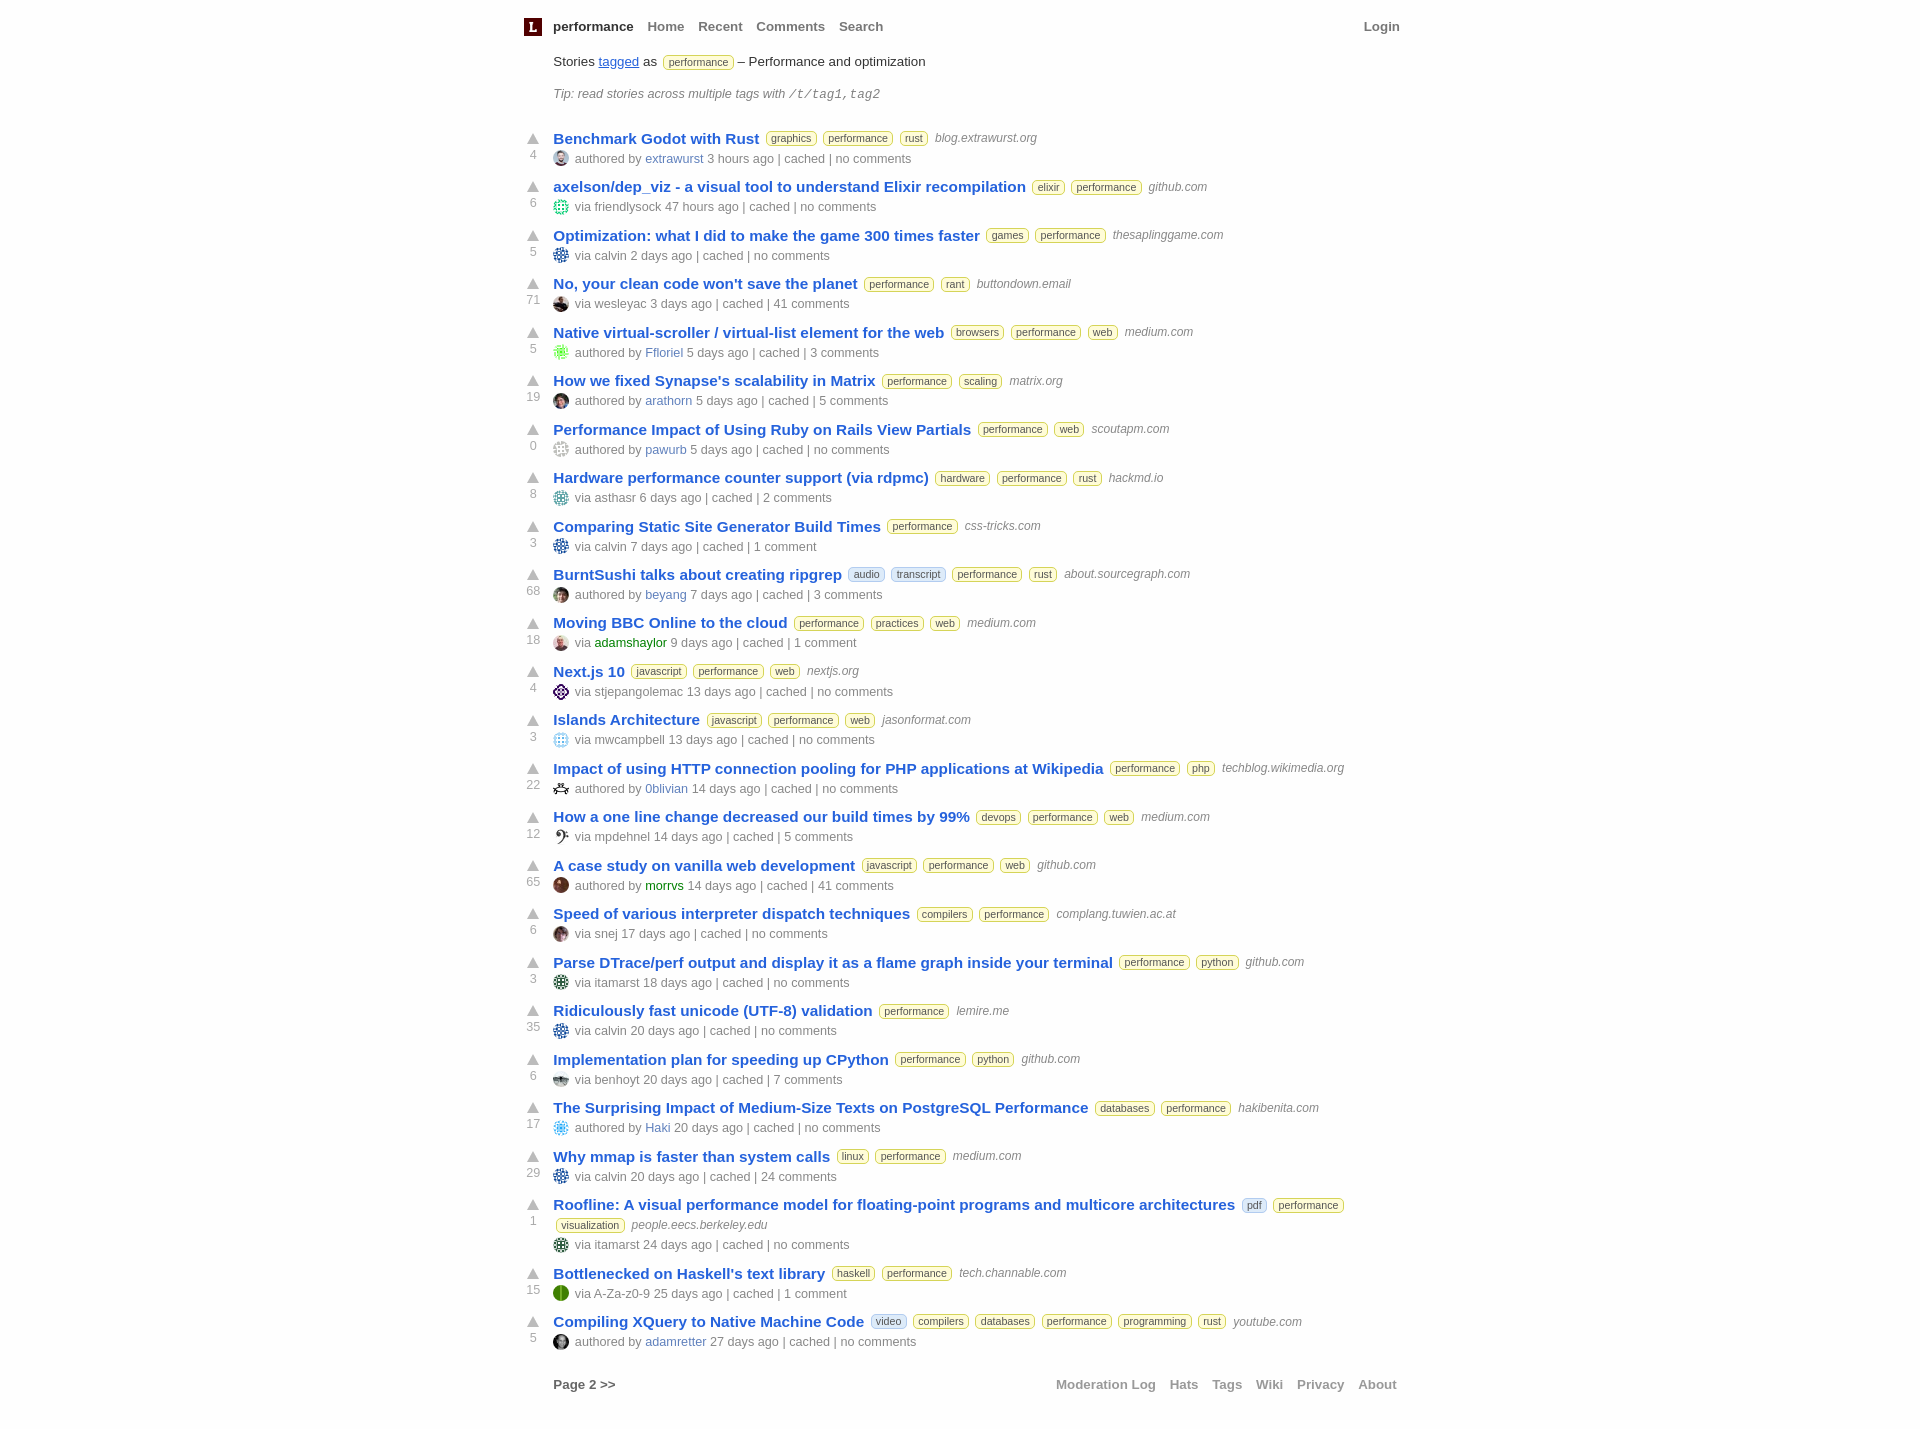 L performance Home Recent Comments Search Login
Stories tagged as performance – Performance and optimization
Tip: read stories across multiple tags with /t/tag1,tag2
Benchmark Godot with Rust graphics performance rust blog.extrawurst.org
4 authored by extrawurst 3 hours ago | cached | no comments
axelson/dep_viz - a visual tool to understand Elixir recompilation elixir performance github.com
6 via friendlysock 47 hours ago | cached | no comments
Optimization: what I did to make the game 300 times faster games performance thesaplinggame.com
5 via calvin 2 days ago | cached | no comments
No, your clean code won't save the planet performance rant buttondown.email
71 via wesleyac 3 days ago | cached | 41 comments
Native virtual-scroller / virtual-list element for the web browsers performance web medium.com
5 authored by Ffloriel 5 days ago | cached | 3 comments
How we fixed Synapse's scalability in Matrix performance scaling matrix.org
19 authored by arathorn 5 days ago | cached | 5 comments
Performance Impact of Using Ruby on Rails View Partials performance web scoutapm.com
0 authored by pawurb 5 days ago | cached | no comments
Hardware performance counter support (via rdpmc) hardware performance rust hackmd.io
8 via asthasr 6 days ago | cached | 2 comments
Comparing Static Site Generator Build Times performance css-tricks.com
3 via calvin 7 days ago | cached | 1 comment
BurntSushi talks about creating ripgrep audio transcript performance rust about.sourcegraph.com
68 authored by beyang 7 days ago | cached | 3 comments
Moving BBC Online to the cloud performance practices web medium.com
18 via adamshaylor 9 days ago | cached | 1 comment
Next.js 10 javascript performance web nextjs.org
4 via stjepangolemac 13 days ago | cached | no comments
Islands Architecture javascript performance web jasonformat.com
3 via mwcampbell 13 days ago | cached | no comments
Impact of using HTTP connection pooling for PHP applications at Wikipedia performance php techblog.wikimedia.org
22 authored by 0blivian 14 days ago | cached | no comments
How a one line change decreased our build times by 99% devops performance web medium.com
12 via mpdehnel 14 days ago | cached | 5 comments
A case study on vanilla web development javascript performance web github.com
65 authored by morrvs 14 days ago | cached | 41 comments
Speed of various interpreter dispatch techniques compilers performance complang.tuwien.ac.at
6 via snej 17 days ago | cached | no comments
Parse DTrace/perf output and display it as a flame graph inside your terminal performance python github.com
3 via itamarst 18 days ago | cached | no comments
Ridiculously fast unicode (UTF-8) validation performance lemire.me
35 via calvin 20 days ago | cached | no comments
Implementation plan for speeding up CPython performance python github.com
6 via benhoyt 20 days ago | cached | 7 comments
The Surprising Impact of Medium-Size Texts on PostgreSQL Performance databases performance hakibenita.com
17 authored by Haki 20 days ago | cached | no comments
Why mmap is faster than system calls linux performance medium.com
29 via calvin 20 days ago | cached | 24 comments
Roofline: A visual performance model for floating-point programs and multicore architectures pdf performance
1 visualization people.eecs.berkeley.edu
via itamarst 24 days ago | cached | no comments
Bottlenecked on Haskell's text library haskell performance tech.channable.com
15 via A-Za-z0-9 25 days ago | cached | 1 comment
Compiling XQuery to Native Machine Code video compilers databases performance programming rust youtube.com
5 authored by adamretter 27 days ago | cached | no comments
Page 2 >> Moderation Log Hats Tags Wiki Privacy About